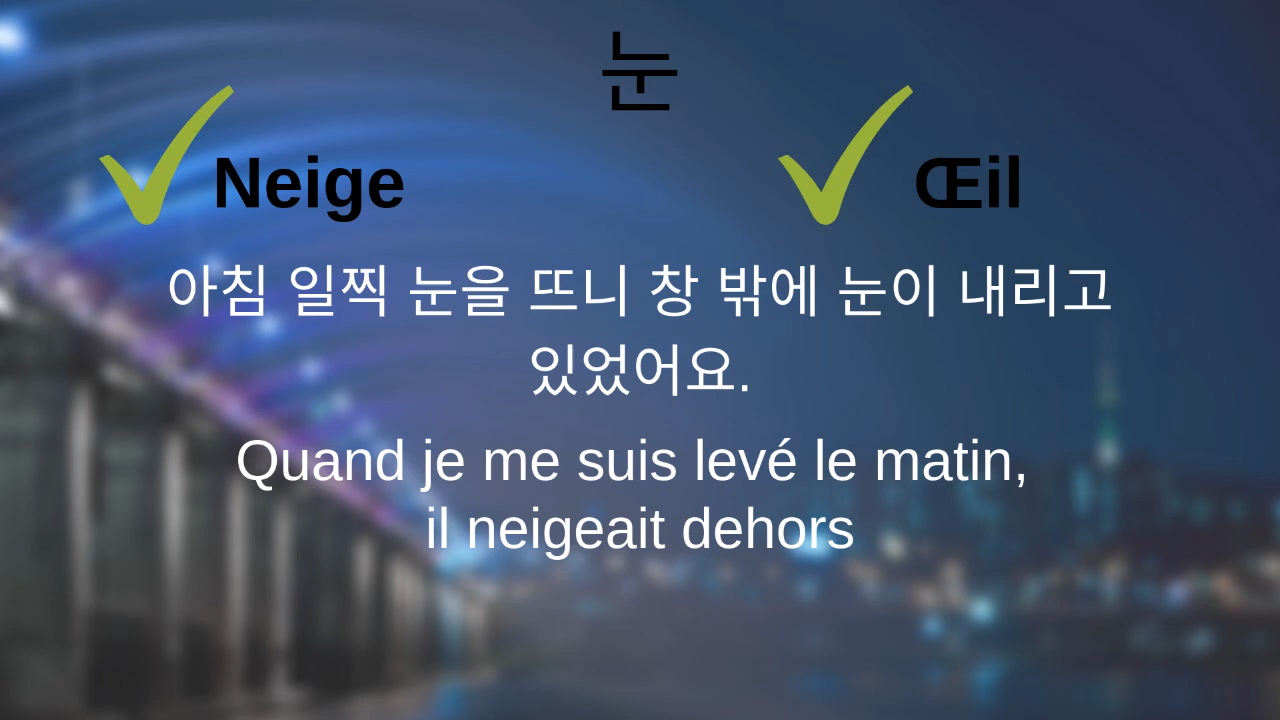 눈
Neige
Œil
아침 일찍 눈을 뜨니 창 밖에 눈이 내리고
있었어요.
Quand je me suis levé le matin,
il neigeait dehors